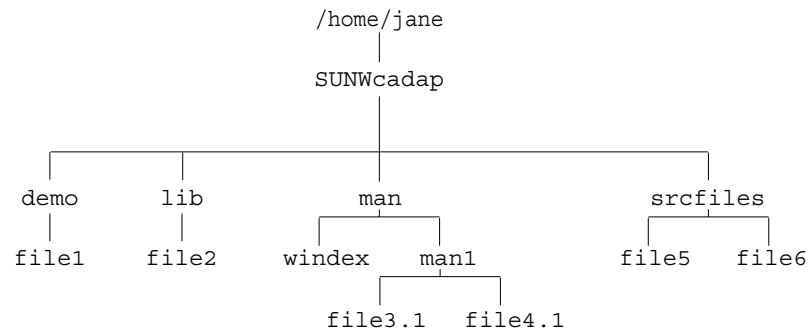 /home/jane
SUNWcadap
demo lib man srcfiles
file1 file2 windex man1 file5 file6
file3.1 file4.1